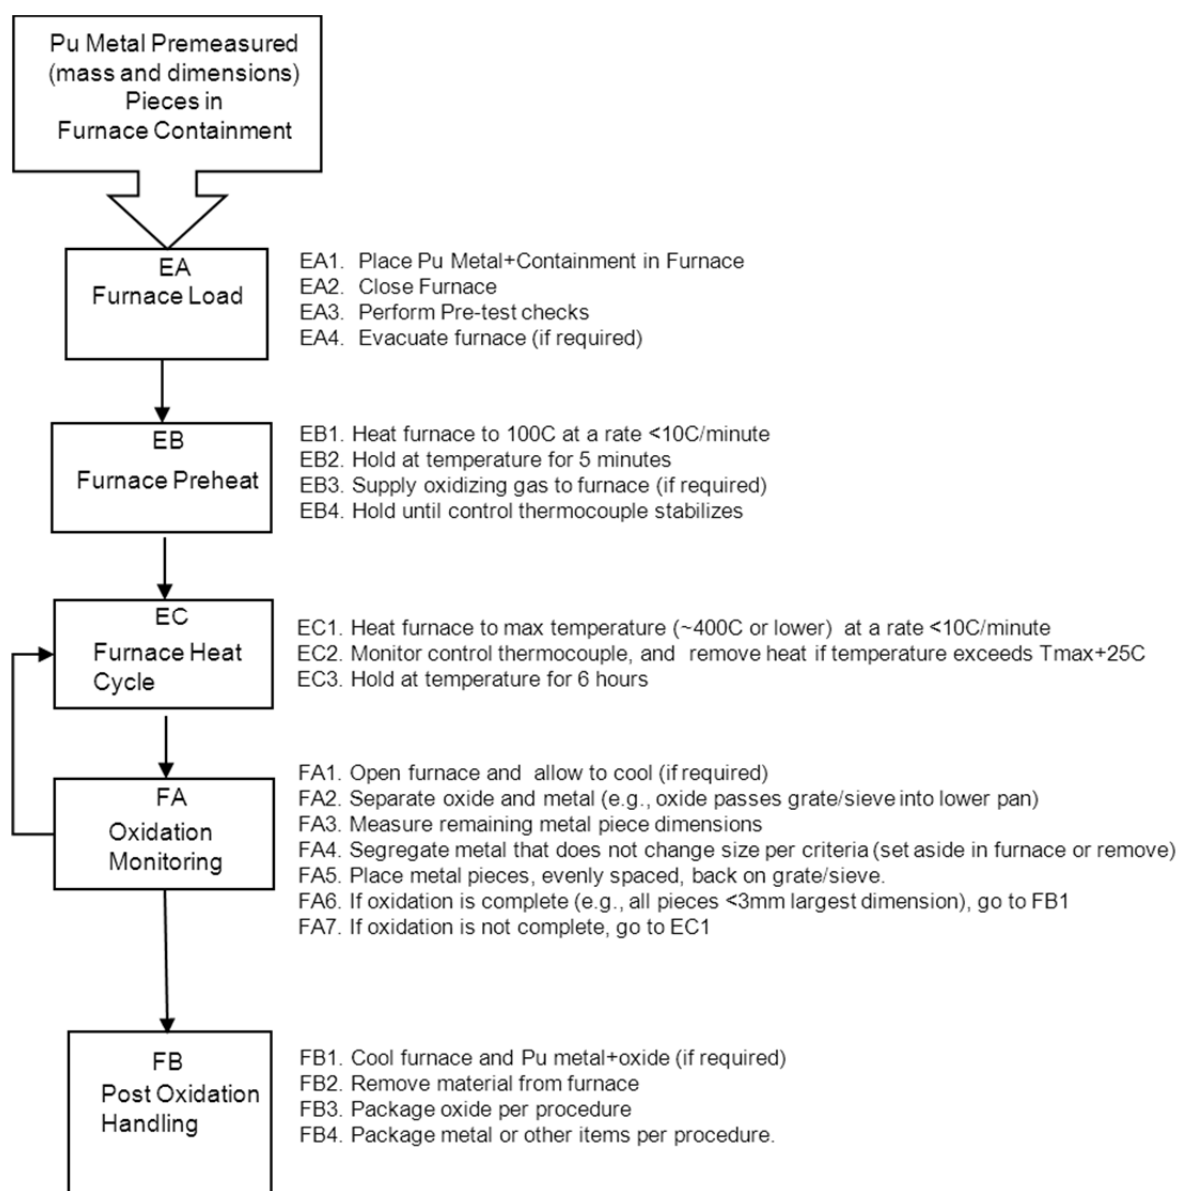 Pu Metal Premeasured
(mass and dimensions)
Pieces in
Furnace Containment
EA
Furnace Load
EA1. Place Pu Metal+Containment in Furnace
EA2. Close Furnace
EA3. Perform Pre-test checks
EA4. Evacuate furnace (if required)
EB
Furnace Preheat
EB1. Heat furnace to 100C at a rate <10C/minute
EB2. Hold at temperature for 5 minutes
EB3. Supply oxidizing gas to furnace (if required)
EB4. Hold until control thermocouple stabilizes
EC
Furnace Heat
Cycle
EC1. Heat furnace to max temperature (~400C or lower) at a rate <10C/minute
EC2. Monitor control thermocouple, and remove heat if temperature exceeds Tmax+25C
EC3. Hold at temperature for 6 hours
FA
Oxidation
Monitoring
FA1. Open furnace and allow to cool (if required)
FA2. Separate oxide and metal (e.g., oxide passes grate/sieve into lower pan)
FA3. Measure remaining metal piece dimensions
FA4. Segregate metal that does not change size per criteria (set aside in furnace or remove)
FA5. Place metal pieces, evenly spaced, back on grate/sieve.
FA6. If oxidation is complete (e.g., all pieces <3mm largest dimension), go to FB1
FA7. If oxidation is not complete, go to EC1
FB
Post Oxidation
Handling
FB1. Cool furnace and Pu metal+oxide (if required)
FB2. Remove material from furnace
FB3. Package oxide per procedure
FB4. Package metal or other items per procedure.